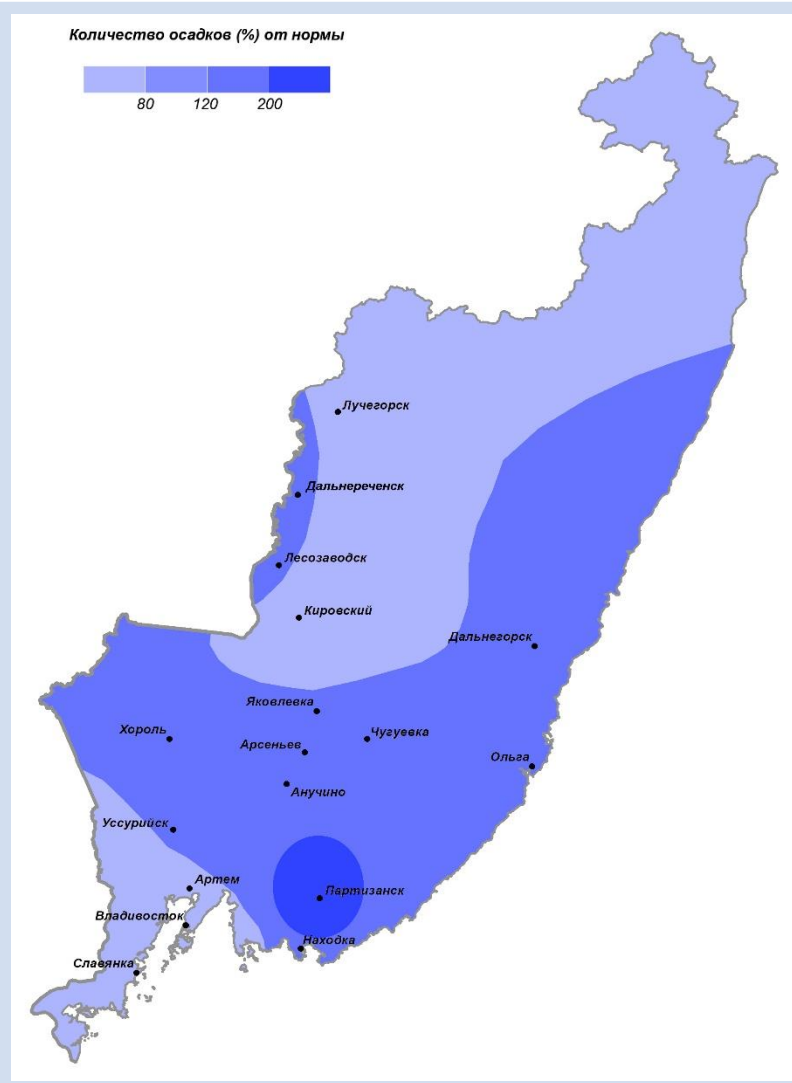 Количество осадков (%) от нормы
80 120 200
Лучегорск
Дальнереченск
Лесозаводск
Кировский
Дальнегорск
Яковлевка
Хороль
Чугуевка
Арсеньев
Ольга
Анучино
Уссурийск
Артем
Партизанск
Владивосток
Находка
Славянка